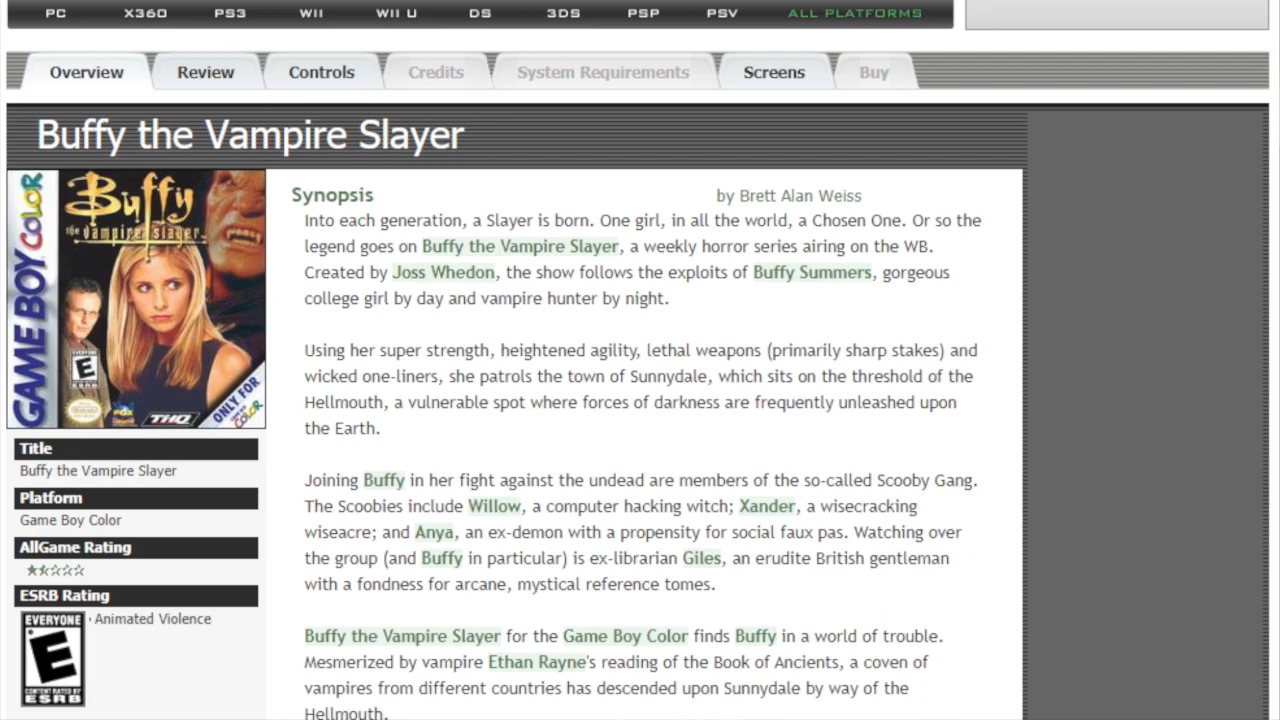 PC X360 PS3 WII WII U DS 3DS PSP PSV ALL PLATFORMS
Overview Review Controls Credits System Requirements Screens Buy
Buffy the Vampire Slayer
GAME BOY COLOR
Buffy
the vampire slayer
EVERYONE
E
ESRB
THQ
ONLY FOR
COLOR
Title
Buffy the Vampire Slayer
Platform
Game Boy Color
AllGame Rating
ESRB Rating
EVERYONE
E
CONTENT RATED BY
ESRB
Animated Violence
Synopsis by Brett Alan Weiss
Into each generation, a Slayer is born. One girl, in all the world, a Chosen One. Or so the
legend goes on Buffy the Vampire Slayer, a weekly horror series airing on the WB.
Created by Joss Whedon, the show follows the exploits of Buffy Summers, gorgeous
college girl by day and vampire hunter by night.
Using her super strength, heightened agility, lethal weapons (primarily sharp stakes) and
wicked one-liners, she patrols the town of Sunnydale, which is on the threshold of the
Hellmouth, a vulnerable spot where forces of darkness are frequently unleashed upon
the Earth.
Joining Buffy in her fight against the undead are members of the so-called Scooby Gang.
The Scoobies include Willow, a computer hacking witch; Xander, a wisecracking
wiseacre; and Anya, an ex-demon with a propensity for social faux pas. Watching over
the group (and Buffy in particular) is ex-librarian Giles, an erudite British gentleman
with a fondness for arcane, mystical reference tomes.
Buffy the Vampire Slayer for the Game Boy Color finds Buffy in a world of trouble.
Mesmerized by vampire Ethan Rayne's reading of the Book of Ancients, a coven of
vampires from different countries has descended upon Sunnydale by way of the
Hellmouth.